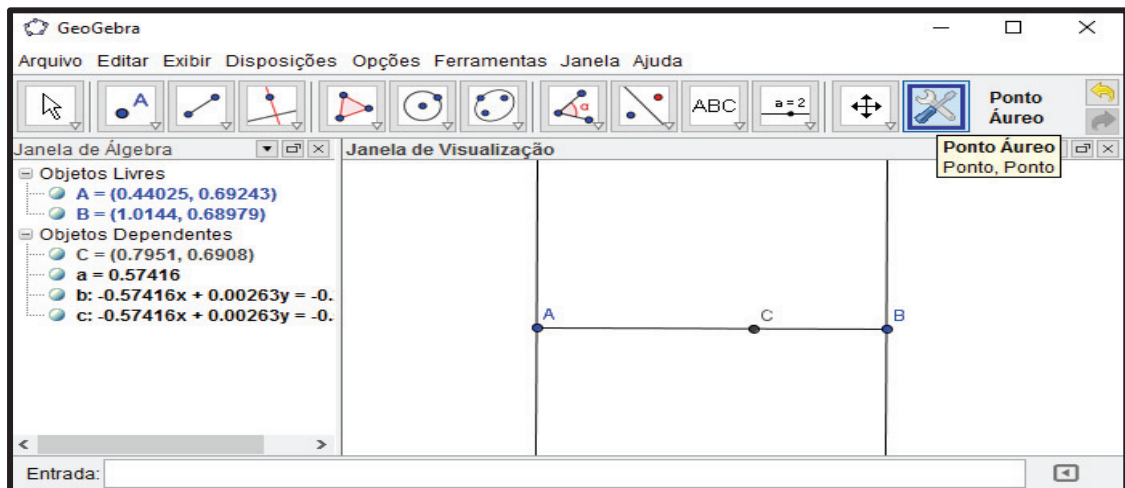 GeoGebra
Arquivo Editar Exibir Disposições Opções Ferramentas Janela Ajuda
A
α
ABC
a = 2
Ponto Áureo
Janela de Álgebra
Janela de Visualização
Ponto Áureo
Ponto, Ponto
Objetos Livres
A = (0.44025, 0.69243)
B = (1.0144, 0.68979)
Objetos Dependentes
C = (0.7951, 0.6908)
a = 0.57416
b: -0.57416x + 0.00263y = -0.
c: -0.57416x + 0.00263y = -0.
A
C
B
Entrada: